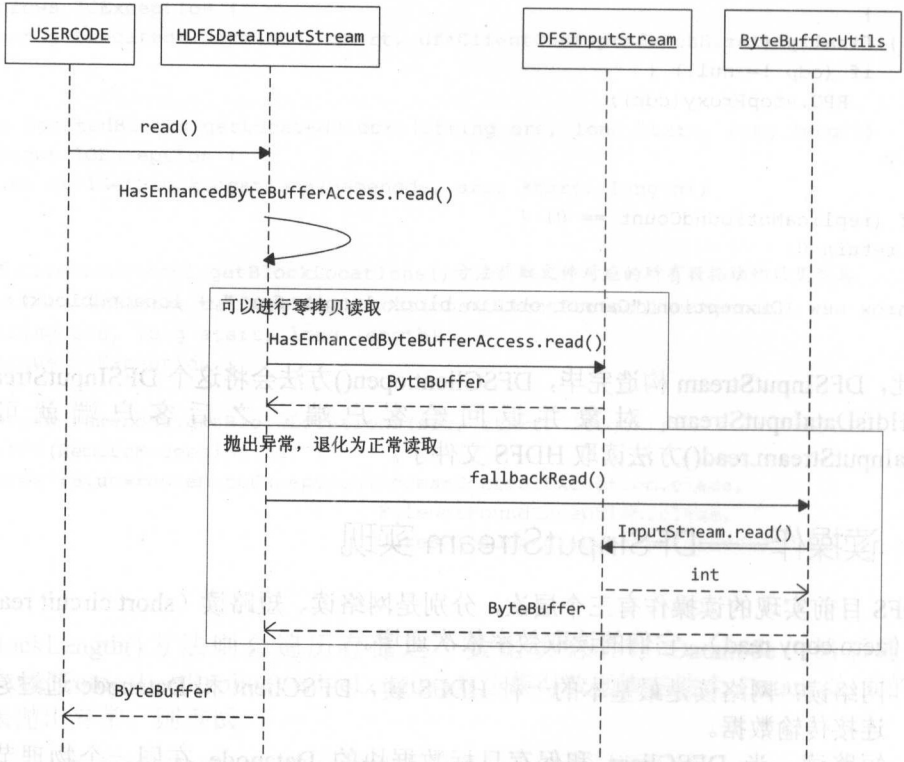 USERCODE
HDFSDataInputStream
DFSInputStream
ByteBufferUtils
read()
HasEnhancedByteBufferAccess.read()
可以进行零拷贝读取
HasEnhancedByteBufferAccess.read()
ByteBuffer
抛出异常，退化为正常读取
fallbackRead()
InputStream.read()
int
ByteBuffer
ByteBuffer